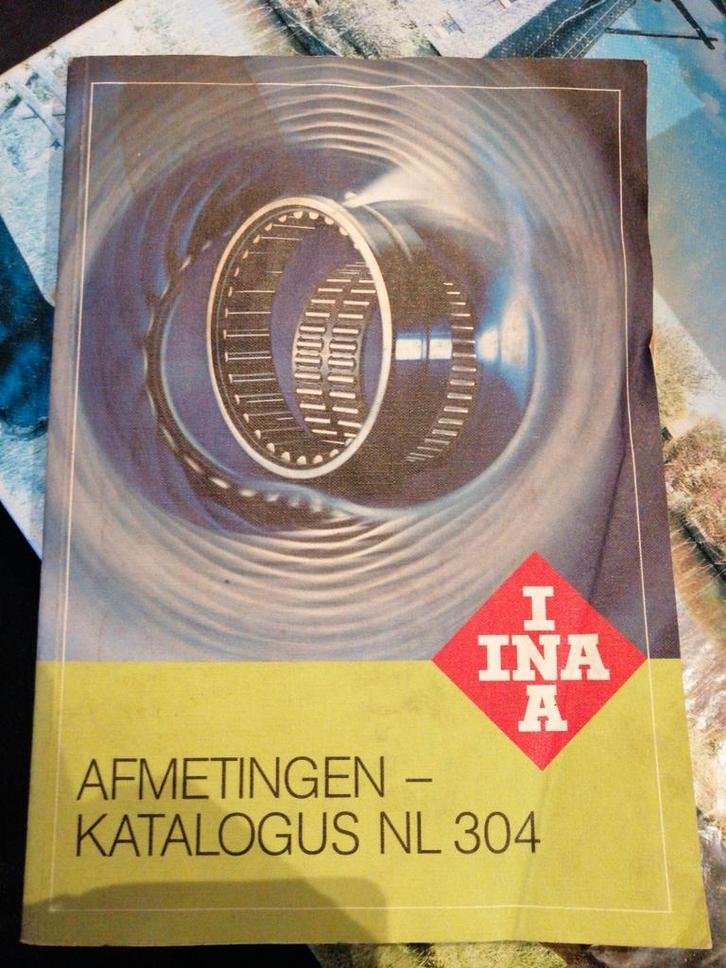 I
INA
A
AFMETINGEN –
KATALOGUS NL 304